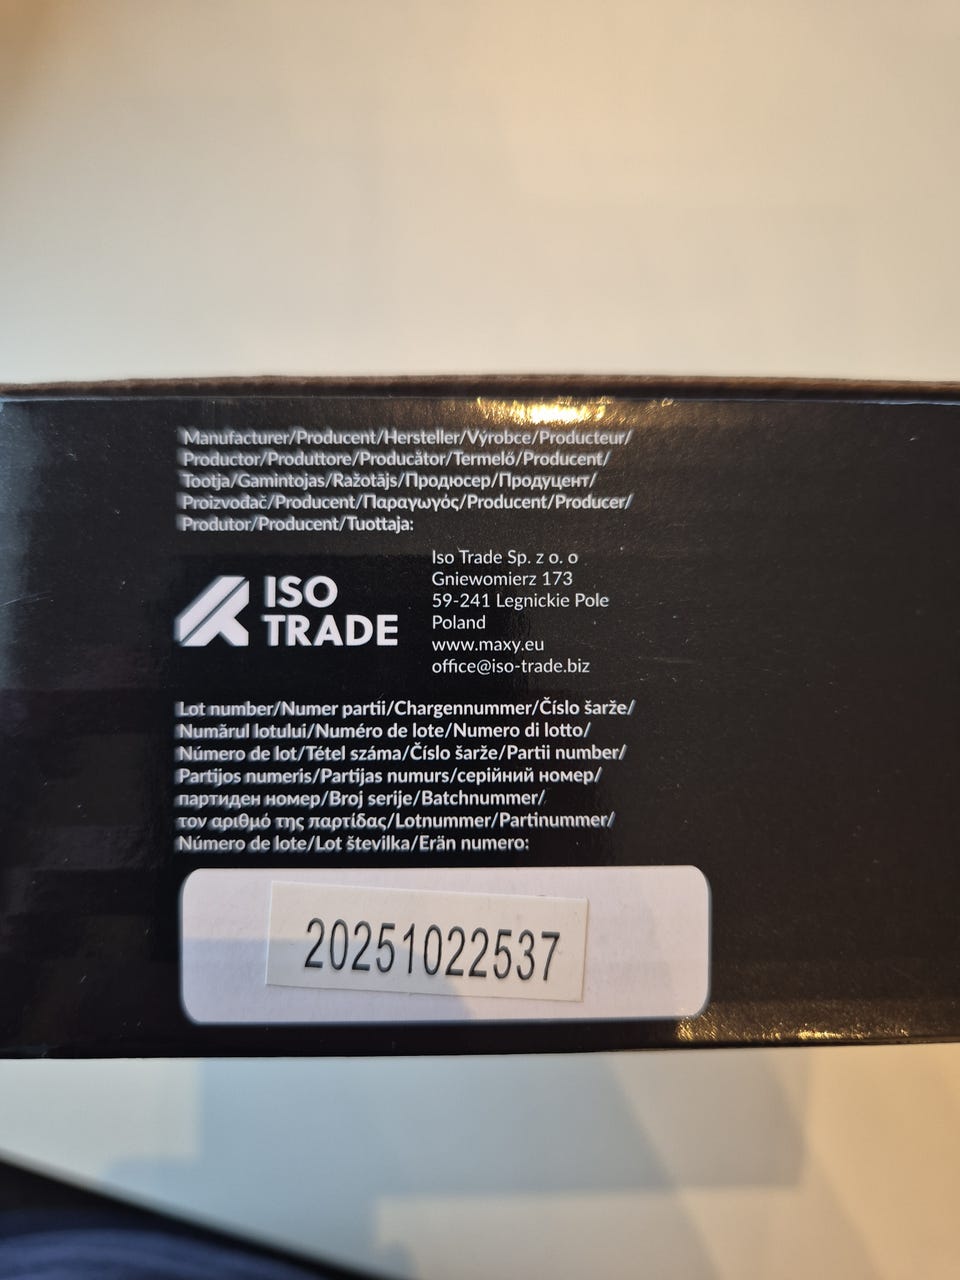 Manufacturer/Producent/Hersteller/Výrobce/Producteur/
Productor/Produttore/Producător/Termelő/Producent/
Tootja/Gamintojas/Ražotājs/Продюсер/Продуцент/
Proizvođač/Producent/Παραγωγός/Producent/Producer/
Produtor/Producent/Tuottaja:
ISO
TRADE
Iso Trade Sp. z o. o
Gniewomierz 173
59-241 Legnickie Pole
Poland
www.maxy.eu
office@iso-trade.biz
Lot number/Numer partii/Chargennummer/Číslo šarže/
Numărul lotului/Numéro de lote/Numero di lotto/
Número de lot/Tétel száma/Číslo šarže/Partii number/
Partijos numeris/Partijas numurs/серійний номер/
партиден номер/Broj serije/Batchnummer/
τον αριθμό της παρτίδας/Lotnummer/Partinummer/
Número de lote/Lot številka/Erän numero:
20251022537